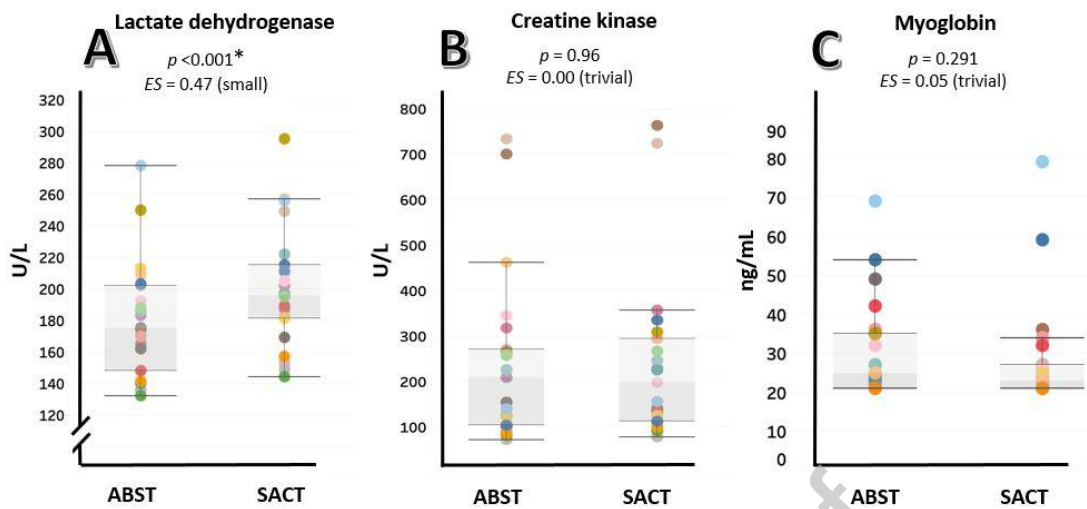 Lactate dehydrogenase
A
p <0.001*
ES = 0.47 (small)
320
300
280
260
240
220
200
180
160
140
120
U/L
ABST
SACT
Creatine kinase
B
p = 0.96
ES = 0.00 (trivial)
800
700
600
500
400
300
200
100
U/L
ABST
SACT
Myoglobin
C
p = 0.291
ES = 0.05 (trivial)
90
80
70
60
50
40
30
20
10
0
ng/mL
ABST
SACT
f